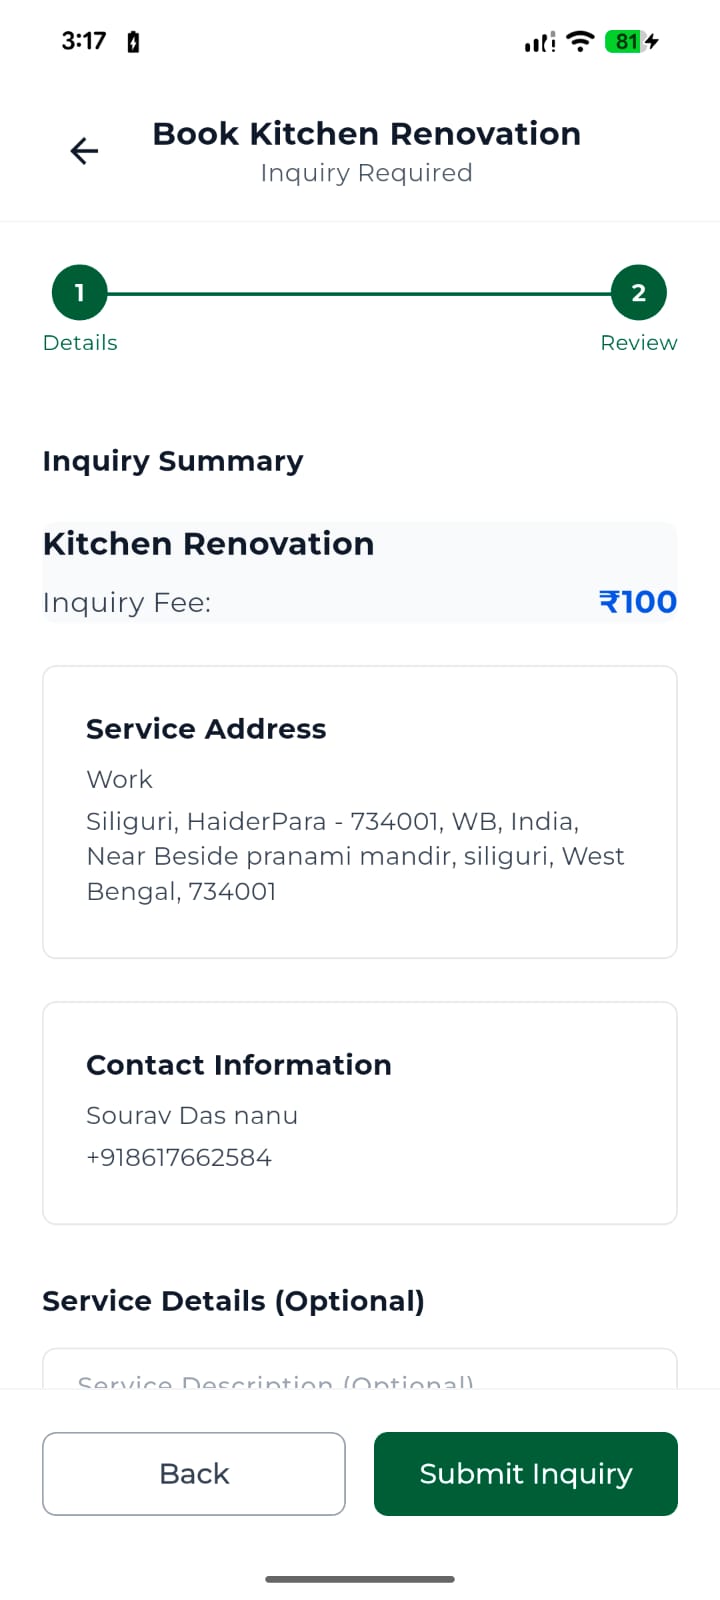 3:17
81
Book Kitchen Renovation
Inquiry Required
1
2
Details
Review
Inquiry Summary
Kitchen Renovation
Inquiry Fee:
₹100
Service Address
Work
Siliguri, HaiderPara - 734001, WB, India,
Near Beside pranami mandir, siliguri, West
Bengal, 734001
Contact Information
Sourav Das nanu
+918617662584
Service Details (Optional)
Service Description (Optional)
Back
Submit Inquiry